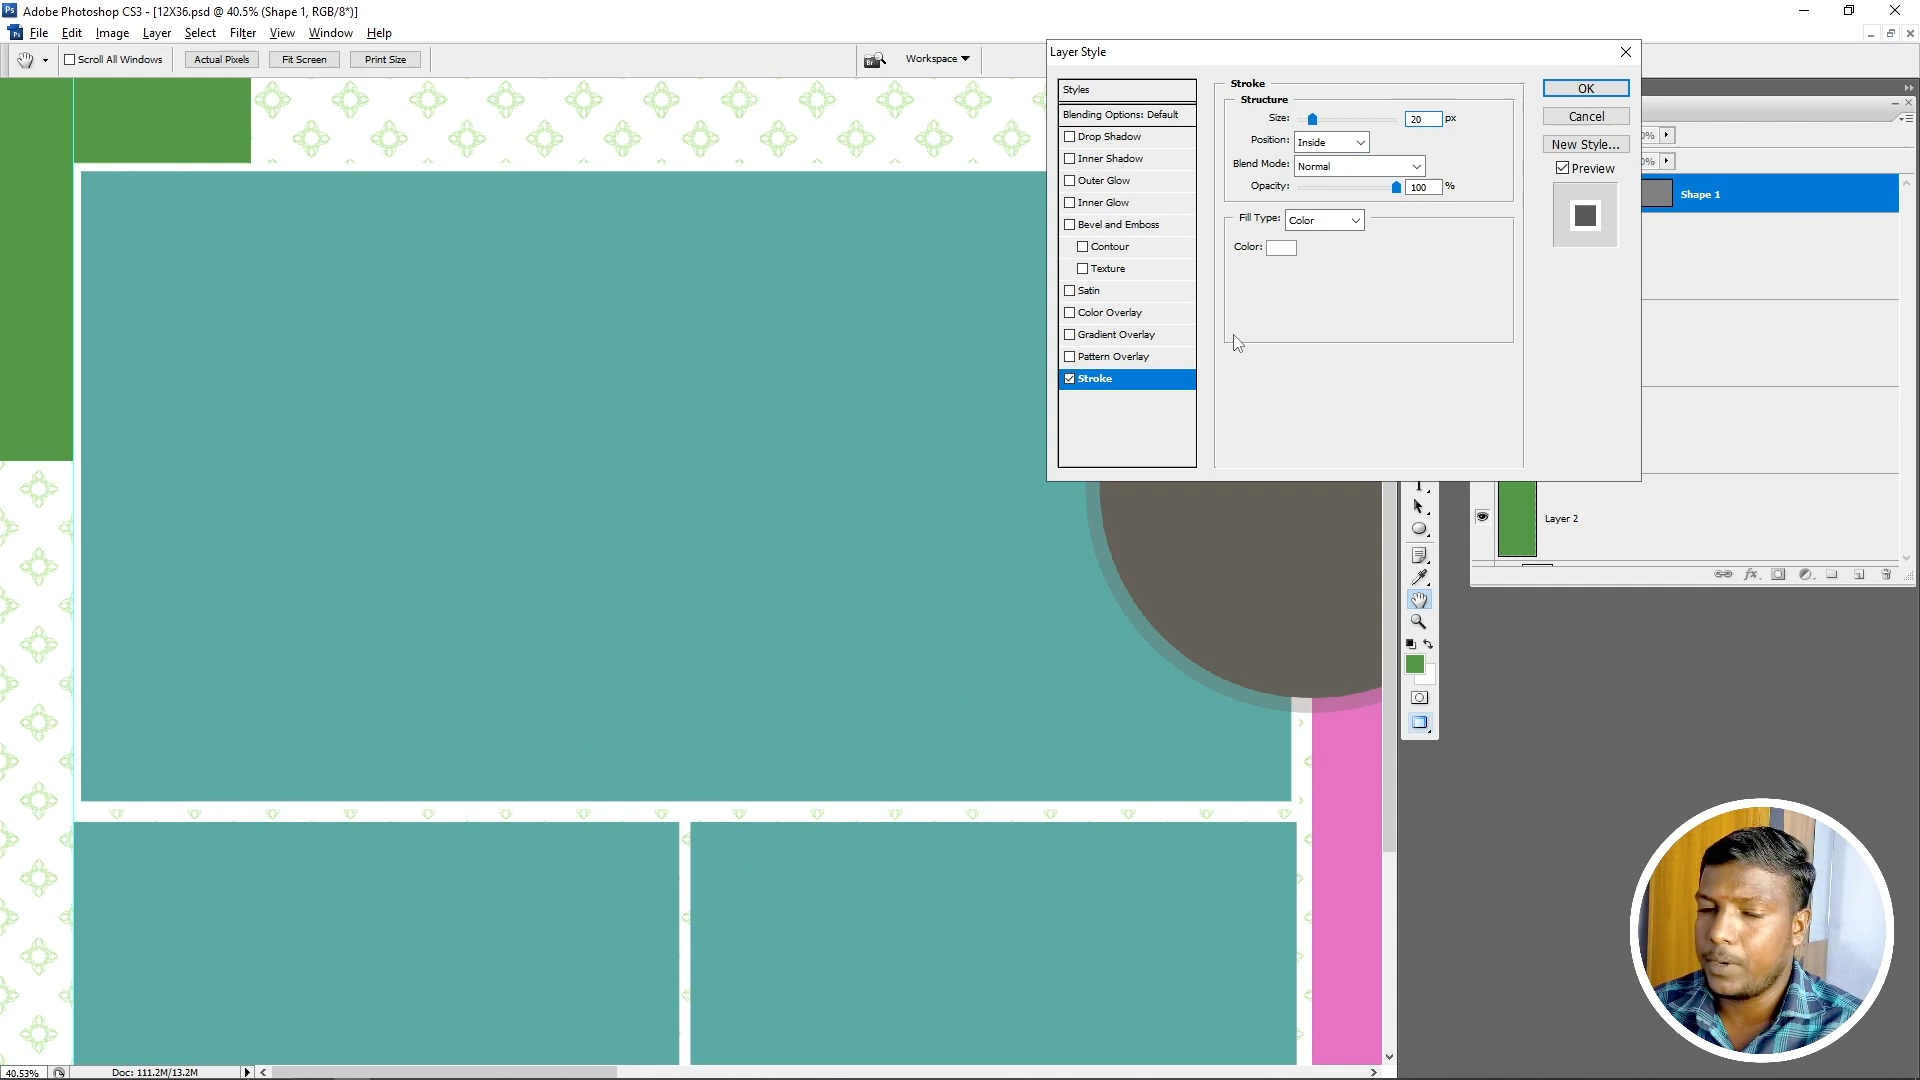 Adobe Photoshop CS3 - [12X36.psd @ 40.5% (Shape 1, RGB/8*)]
File Edit Image Layer Select Filter View Window Help
Scroll All Windows Actual Pixels Fit Screen Print Size Workspace
Layer Style
Styles
Blending Options: Default
Drop Shadow
Inner Shadow
Outer Glow
Inner Glow
Bevel and Emboss
Contour
Texture
Satin
Color Overlay
Gradient Overlay
Pattern Overlay
Stroke
Stroke
Structure
Size: 20 px
Position: Inside
Blend Mode: Normal
Opacity: 100 %
Fill Type: Color
Color:
OK
Cancel
New Style...
Preview
Shape 1
Layer 2
40.53% Doc: 111.2M/13.2M